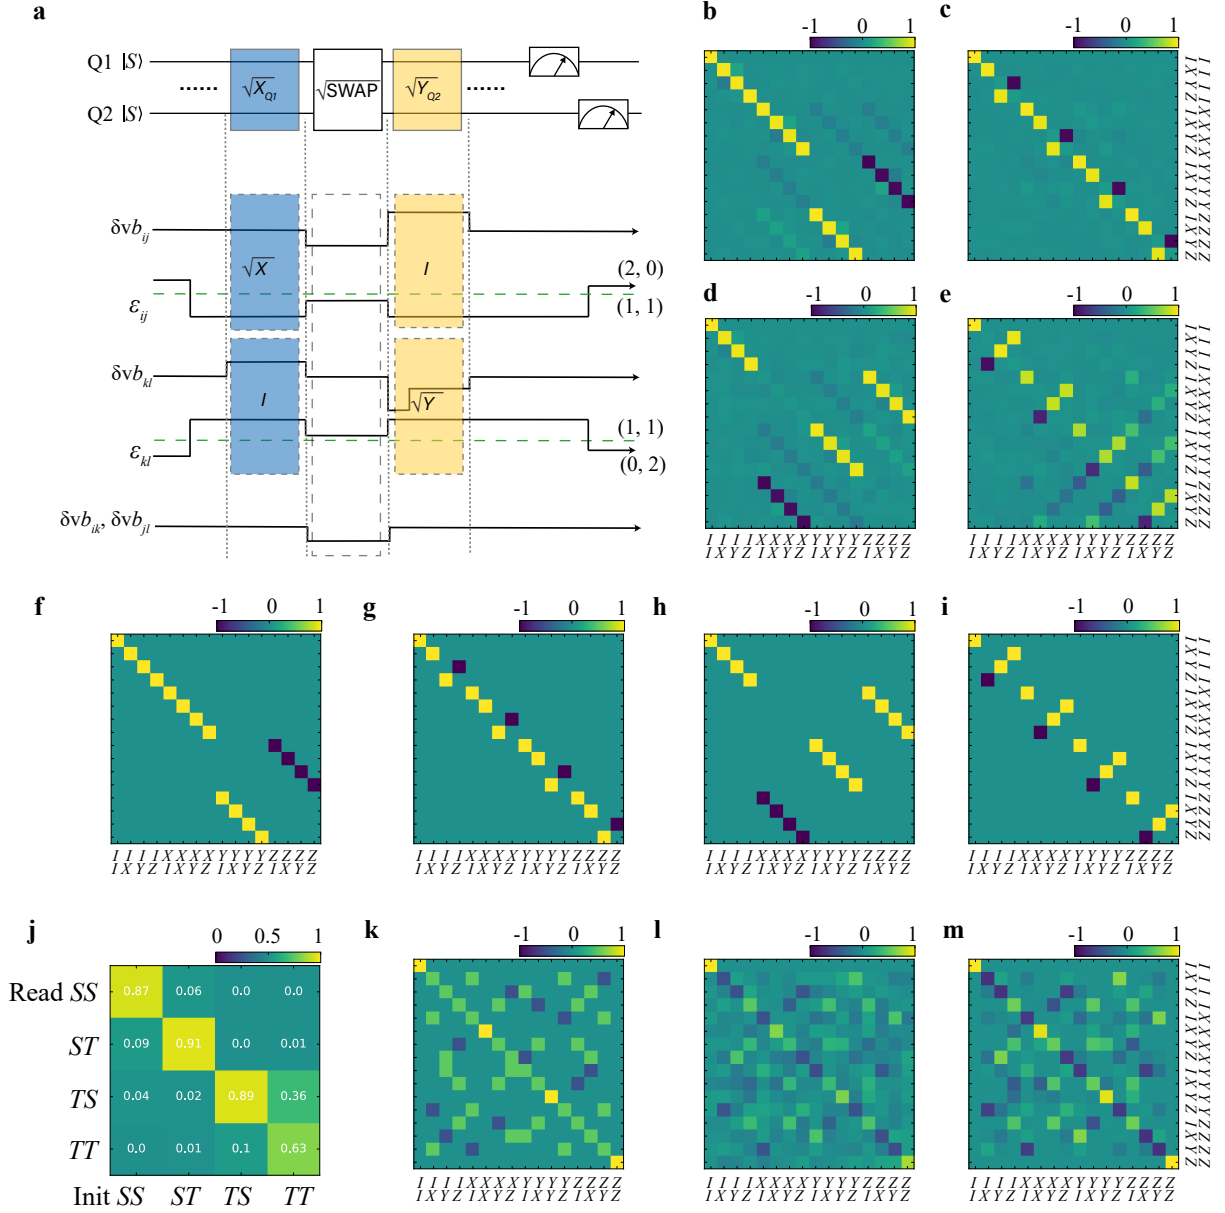 a
Q1 |S⟩
Q2 |S⟩
......
√X_Q1
√SWAP
√Y_Q2
......
δvb_ij
√X
I
(2, 0)
ε_ij
(1, 1)
δvb_kl
I
√Y
(1, 1)
ε_kl
(0, 2)
δvb_ik, δvb_jl
b
-1 0 1
c
-1 0 1
I I I I X X X X Y Y Y Y Z Z Z Z
I X Y Z I X Y Z I X Y Z I X Y Z
d
-1 0 1
I I I I X X X X Y Y Y Y Z Z Z Z
I X Y Z I X Y Z I X Y Z I X Y Z
e
-1 0 1
I I I I X X X X Y Y Y Y Z Z Z Z
I X Y Z I X Y Z I X Y Z I X Y Z
I I I I X X X X Y Y Y Y Z Z Z Z
I X Y Z I X Y Z I X Y Z I X Y Z
f
-1 0 1
I I I I X X X X Y Y Y Y Z Z Z Z
I X Y Z I X Y Z I X Y Z I X Y Z
g
-1 0 1
I I I I X X X X Y Y Y Y Z Z Z Z
I X Y Z I X Y Z I X Y Z I X Y Z
h
-1 0 1
I I I I X X X X Y Y Y Y Z Z Z Z
I X Y Z I X Y Z I X Y Z I X Y Z
i
-1 0 1
I I I I X X X X Y Y Y Y Z Z Z Z
I X Y Z I X Y Z I X Y Z I X Y Z
I I I I X X X X Y Y Y Y Z Z Z Z
I X Y Z I X Y Z I X Y Z I X Y Z
j
0 0.5 1
Read SS 0.87 0.06 0.0 0.0
ST 0.09 0.91 0.0 0.01
TS 0.04 0.02 0.89 0.36
TT 0.0 0.01 0.1 0.63
Init SS ST TS TT
k
-1 0 1
I I I I X X X X Y Y Y Y Z Z Z Z
I X Y Z I X Y Z I X Y Z I X Y Z
l
-1 0 1
I I I I X X X X Y Y Y Y Z Z Z Z
I X Y Z I X Y Z I X Y Z I X Y Z
m
-1 0 1
I I I I X X X X Y Y Y Y Z Z Z Z
I X Y Z I X Y Z I X Y Z I X Y Z
I I I I X X X X Y Y Y Y Z Z Z Z
I X Y Z I X Y Z I X Y Z I X Y Z